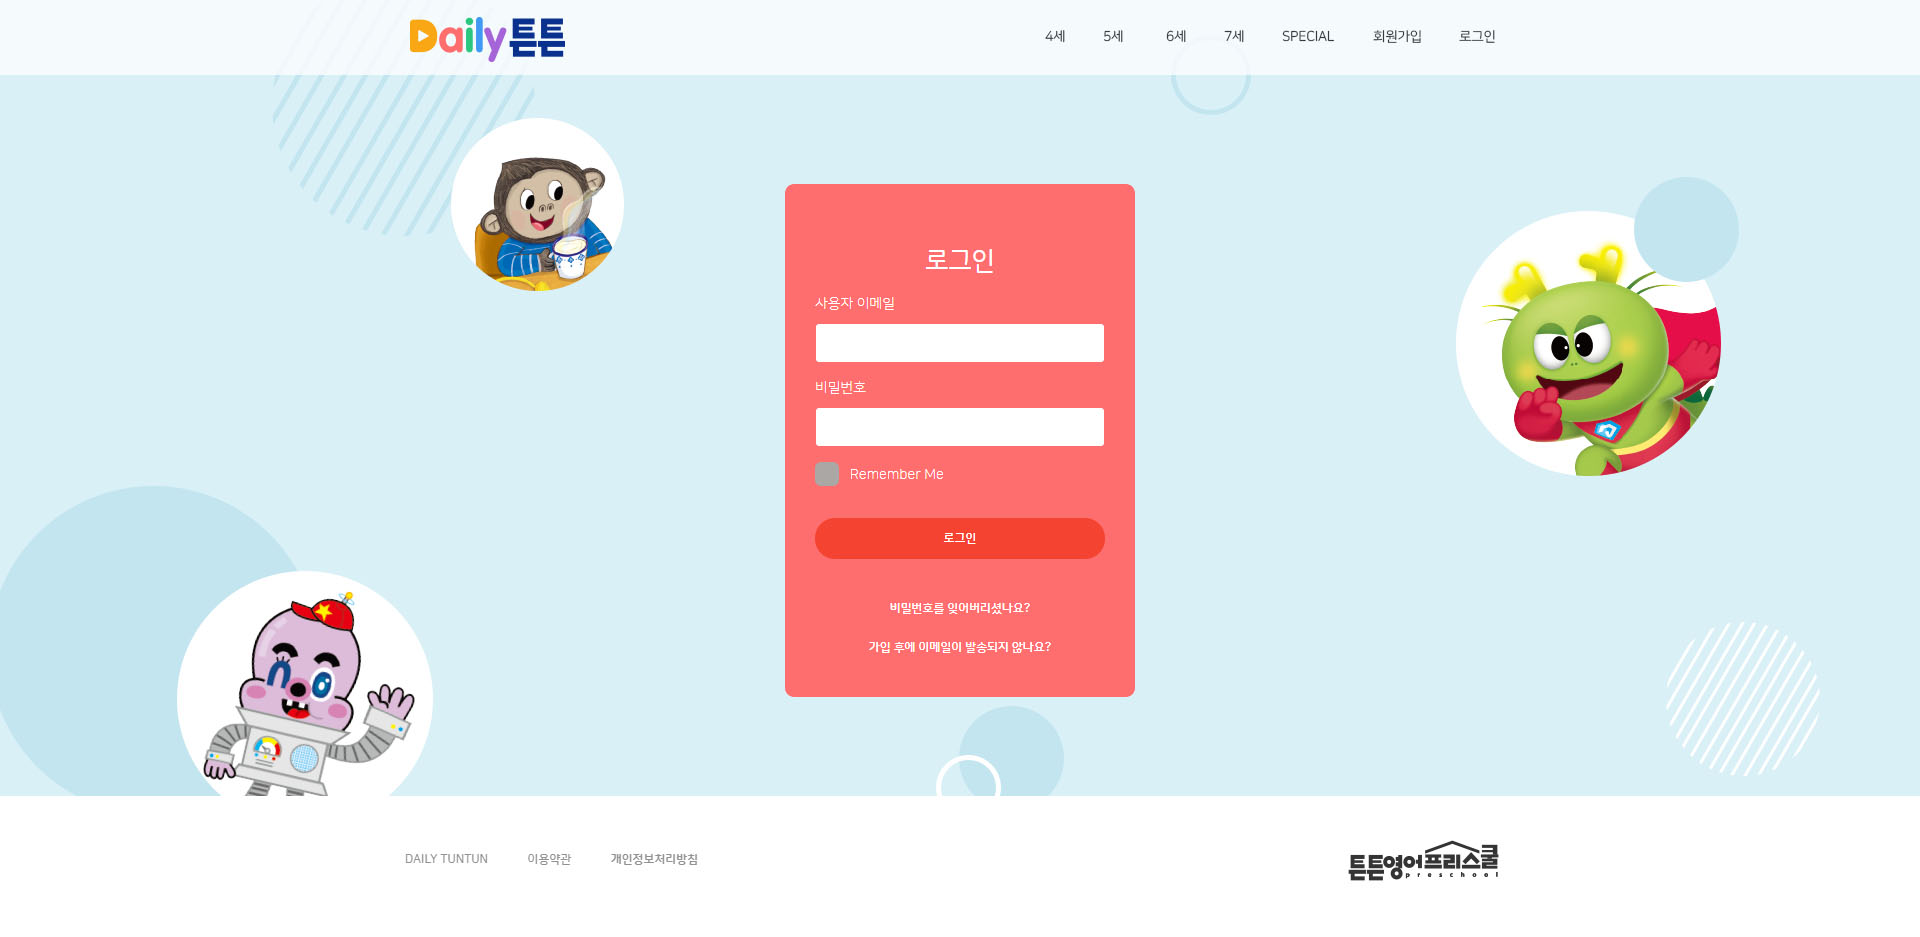 Daily튼튼
4세 5세 6세 7세 SPECIAL 회원가입 로그인
로그인
사용자 이메일
비밀번호
Remember Me
로그인
비밀번호를 잊어버리셨나요?
가입 후에 이메일이 발송되지 않나요?
DAILY TUNTUN 이용약관 개인정보처리방침
튼튼영어프리스쿨
preschool